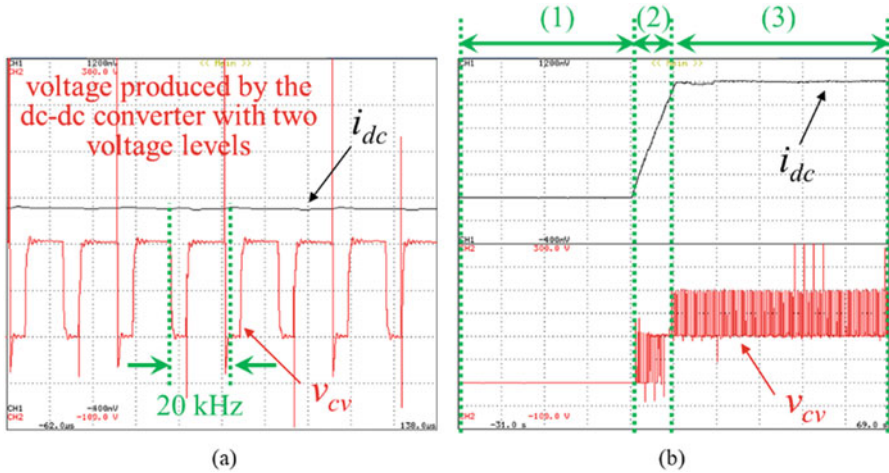 (1) (2) (3)
CH1 1200mV << Main >>
CH2 300.0 V
voltage produced by the
dc-dc converter with two
voltage levels
i_dc
v_cv
20 kHz
CH1 -400mV
CH2 -100.0 V
-62.0µs 138.0µs
(a)
CH1 1200mV << Main >>
i_dc
CH1 -400mV
CH2 300.0 V
v_cv
CH2 -100.0 V
-31.0 s 69.0 s
(b)